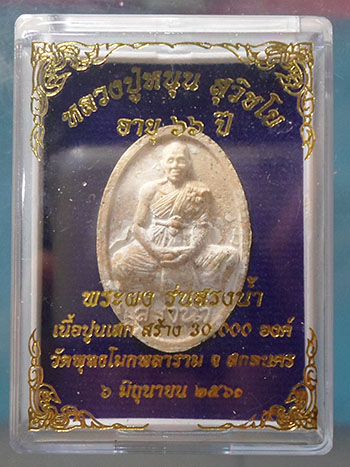 หลวงปู่หนุน สุวิชโย
อายุ ๖๖ ปี
พระผง รุ่นสรงน้ำ
เนื้อปูนเสก สร้าง 30,000 องค์
วัดพุทธโมกพลาราม จ สกลนคร
๖ มิถุนายน ๒๕๖๑